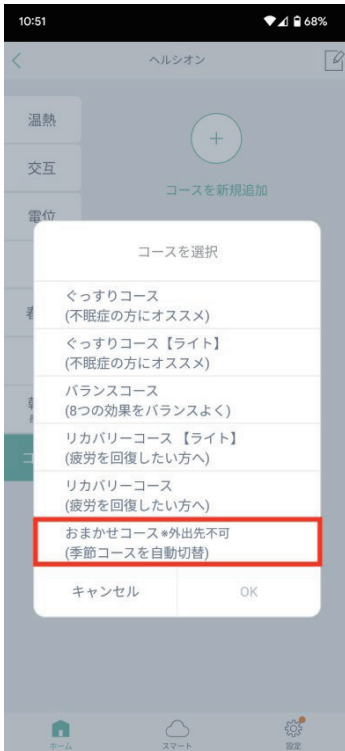 10:51
68%
ヘルシオン
温熱
交互
電位
コースを新規追加
コースを選択
ぐっすりコース
(不眠症の方にオススメ)
ぐっすりコース【ライト】
(不眠症の方にオススメ)
バランスコース
(8つの効果をバランスよく)
リカバリーコース 【ライト】
(疲労を回復したい方へ)
リカバリーコース
(疲労を回復したい方へ)
おまかせコース※外出先不可
(季節コースを自動切替)
キャンセル
OK
ホーム
スマート
設定